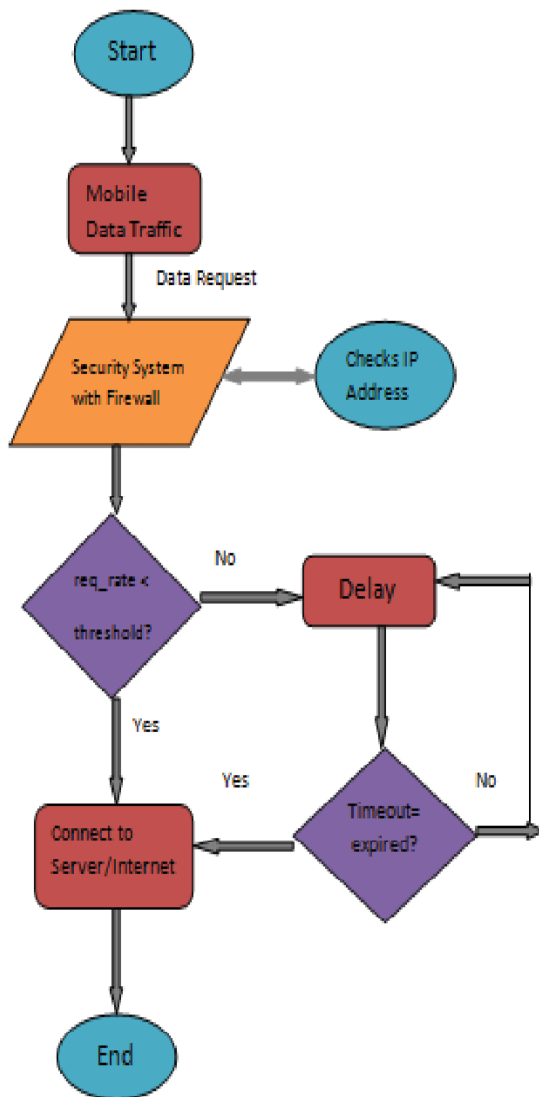 Start
Mobile
Data Traffic
Data Request
Security System
with Firewall
Checks IP
Address
req_rate <
threshold?
No
Delay
Yes
Yes
No
Timeout=
expired?
Connect to
Server/Internet
End